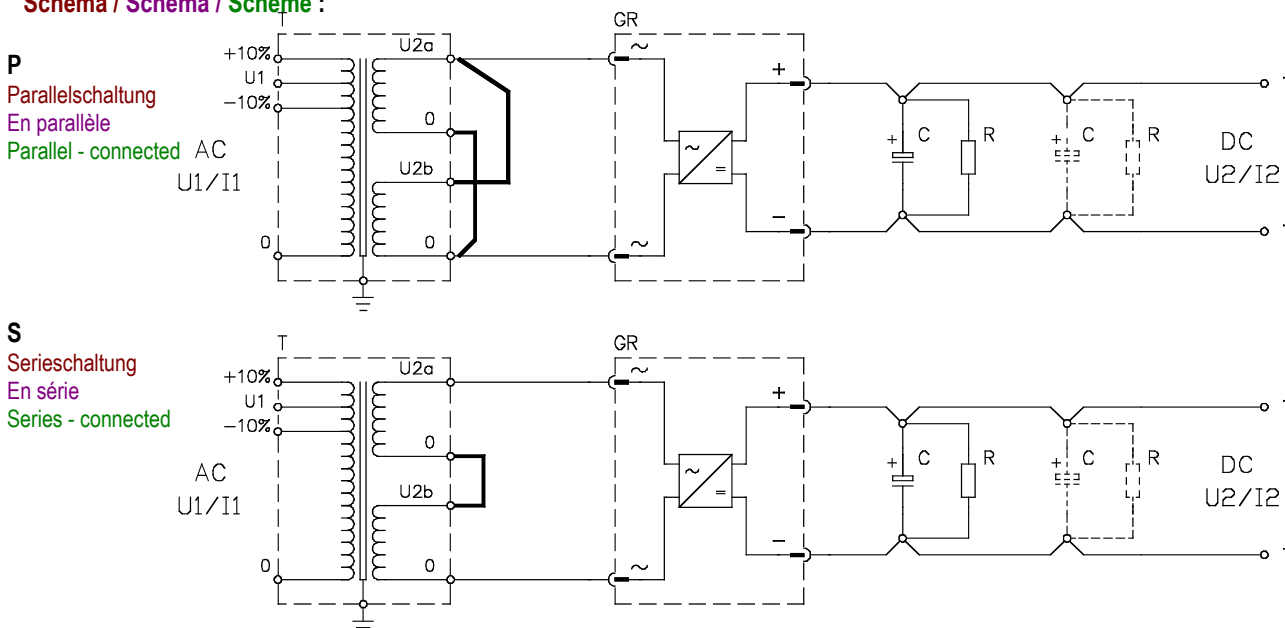 Schema / Schéma / Scheme :
T
GR
P
Parallelschaltung
En parallèle
Parallel - connected
+10%
U1
-10%
AC
U1/I1
0
U2a
0
U2b
0
~
~
~
=
+
-
+
C
R
+
C
R
DC
U2/I2
S
Serieschaltung
En série
Series - connected
T
GR
+10%
U1
-10%
AC
U1/I1
0
U2a
0
U2b
0
~
~
~
=
+
-
+
C
R
+
C
R
DC
U2/I2